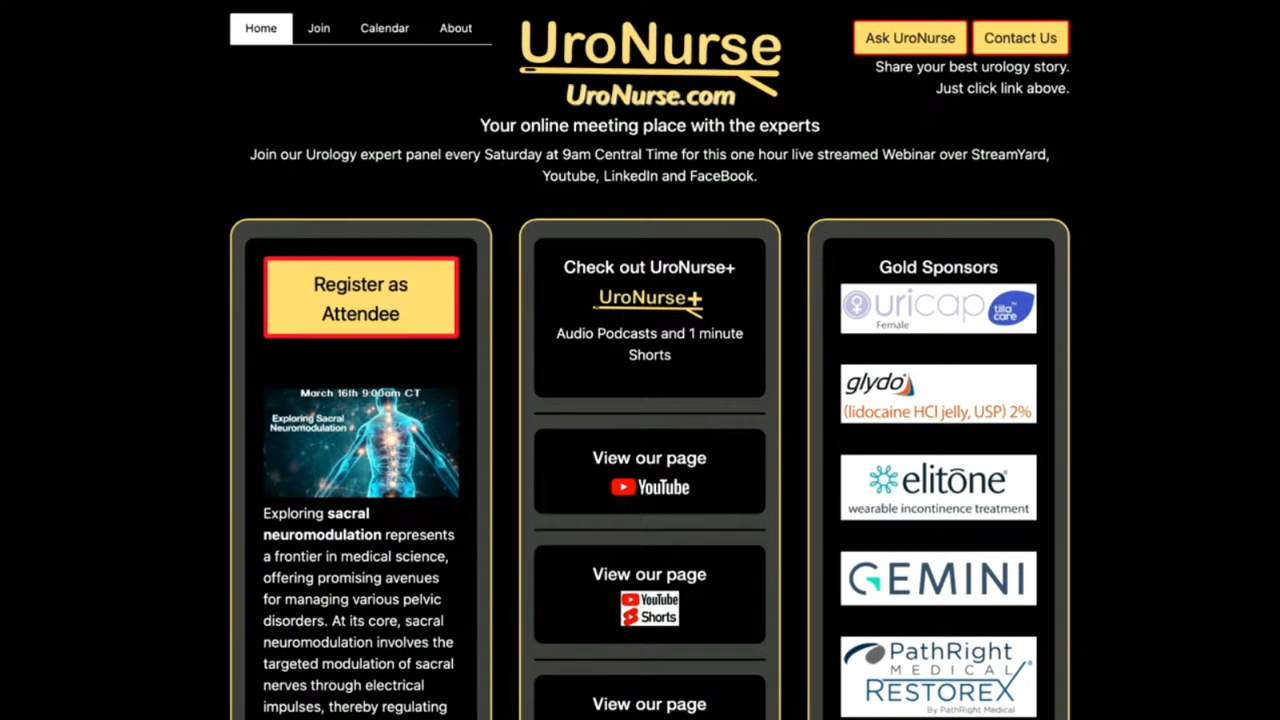 Home
Join
Calendar
About
UroNurse
UroNurse.com
Ask UroNurse
Contact Us
Share your best urology story.
Just click link above.
Your online meeting place with the experts
Join our Urology expert panel every Saturday at 9am Central Time for this one hour live streamed Webinar over StreamYard,
Youtube, LinkedIn and FaceBook.
Register as
Attendee
March 16th 9:00am CT
Exploring Sacral
Neuromodulation
Exploring sacral
neuromodulation represents
a frontier in medical science,
offering promising avenues
for managing various pelvic
disorders. At its core, sacral
neuromodulation involves the
targeted modulation of sacral
nerves through electrical
impulses, thereby regulating
Check out UroNurse+
UroNurse+
Audio Podcasts and 1 minute
Shorts
View our page
YouTube
View our page
YouTube
Shorts
View our page
Gold Sponsors
uricap
Female
tilla™
care
glydo
(lidocaine HCl jelly, USP) 2%
elitōne®
wearable incontinence treatment
GEMINI
PathRight
MEDICAL
RESTOREX®
By PathRight Medical